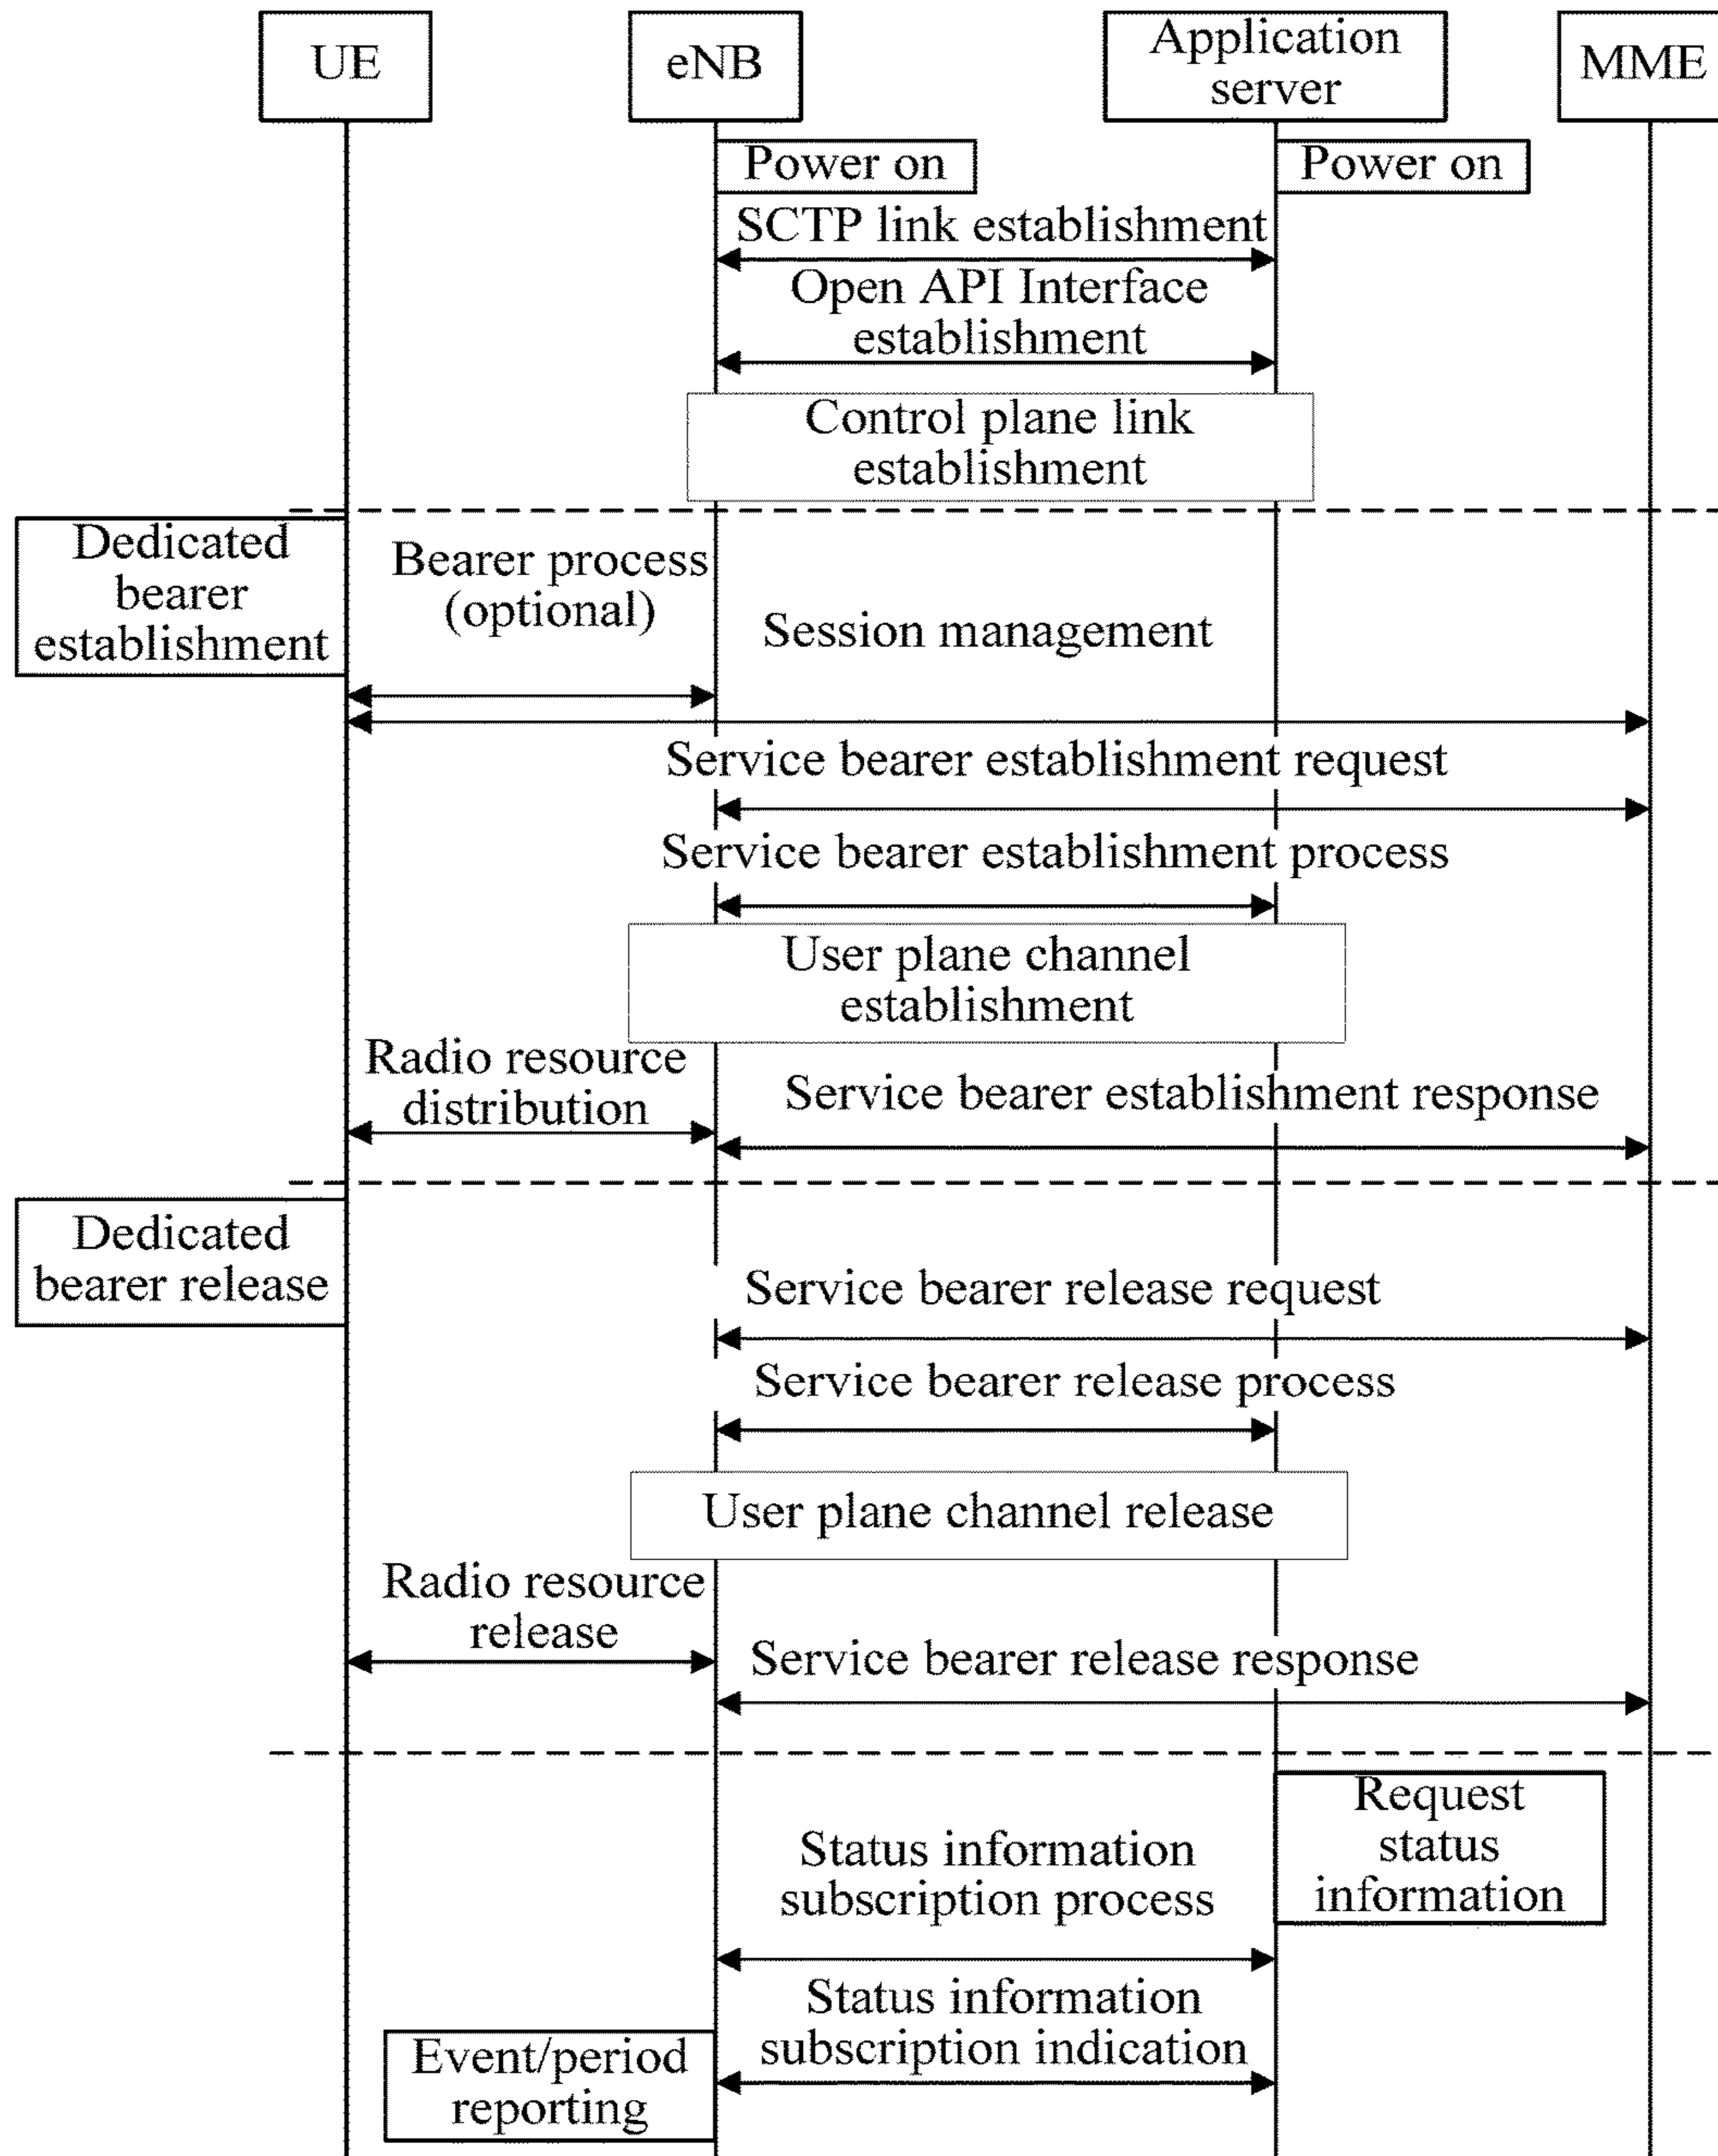 UE
eNB
Application
server
MME
Power on
Power on
SCTP link establishment
Open API Interface
establishment
Control plane link
establishment
Dedicated
bearer
establishment
Bearer process
(optional)
Session management
Service bearer establishment request
Service bearer establishment process
User plane channel
establishment
Radio resource
distribution
Service bearer establishment response
Dedicated
bearer release
Service bearer release request
Service bearer release process
User plane channel release
Radio resource
release
Service bearer release response
Request
status
information
Status information
subscription process
Status information
subscription indication
Event/period
reporting